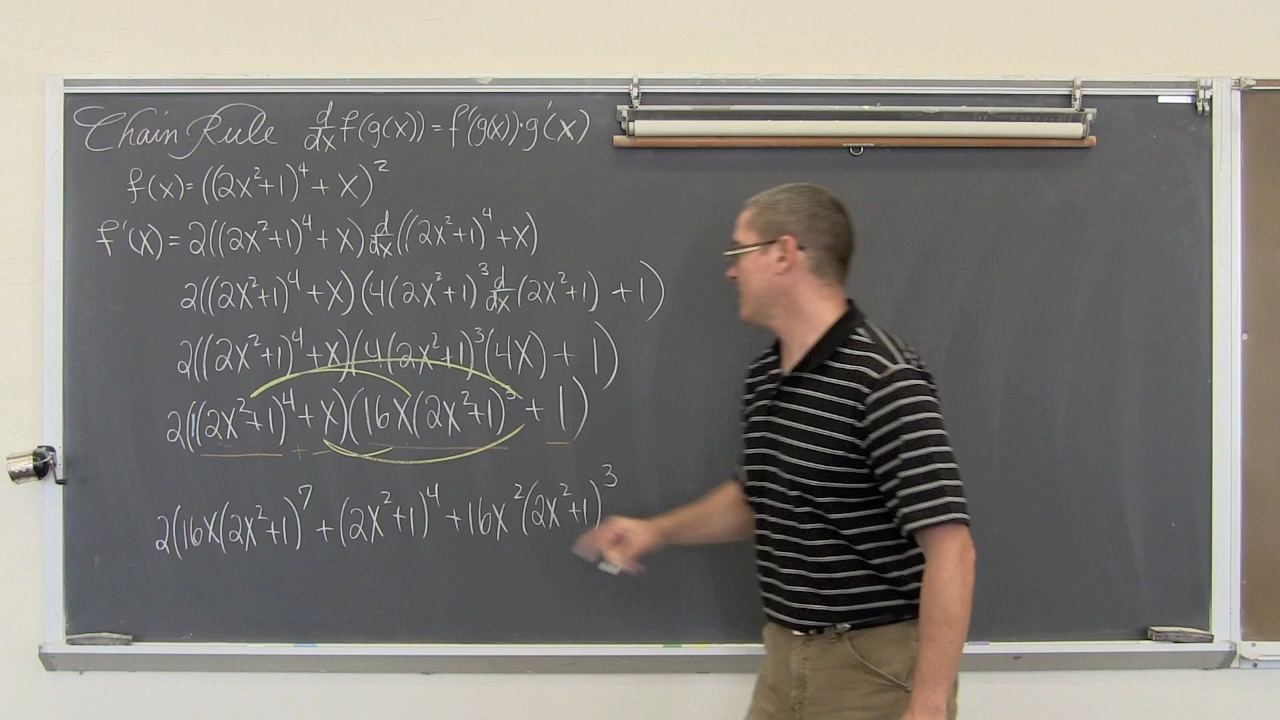 Chain Rule d/dx f(g(x)) = f'(g(x))·g'(x)
f(x) = ((2x²+1)⁴ + x)²
f'(x) = 2((2x²+1)⁴ + x) d/dx ((2x²+1)⁴ + x)
2((2x²+1)⁴ + x)(4(2x²+1)³ d/dx (2x²+1) + 1)
2((2x²+1)⁴ + x)(4(2x²+1)³(4x) + 1)
2((2x²+1)⁴ + x)(16x(2x²+1)³ + 1)
2(16x(2x²+1)⁷ + (2x²+1)⁴ + 16x²(2x²+1)³